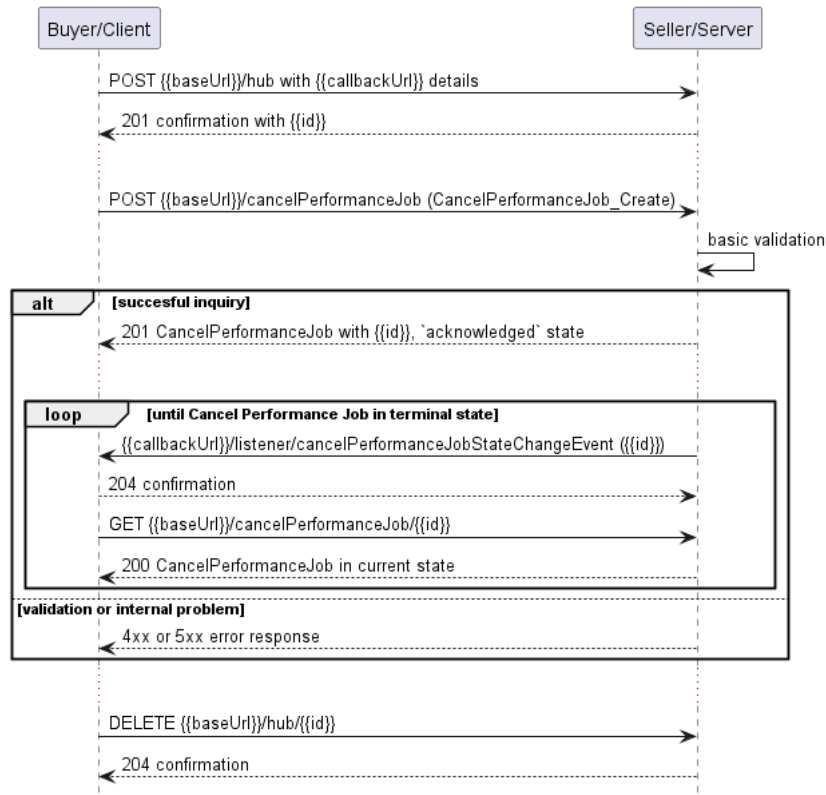 Buyer/Client
Seller/Server
POST {{baseUrl}}/hub with {{callbackUrl}} details
201 confirmation with {{id}}
POST {{baseUrl}}/cancelPerformanceJob (CancelPerformanceJob_Create)
basic validation
alt
[succesful inquiry]
201 CancelPerformanceJob with {{id}}, `acknowledged` state
loop
[until Cancel Performance Job in terminal state]
{{callbackUrl}}/listener/cancelPerformanceJobStateChangeEvent ({{id}})
204 confirmation
GET {{baseUrl}}/cancelPerformanceJob/{{id}}
200 CancelPerformanceJob in current state
[validation or internal problem]
4xx or 5xx error response
DELETE {{baseUrl}}/hub/{{id}}
204 confirmation